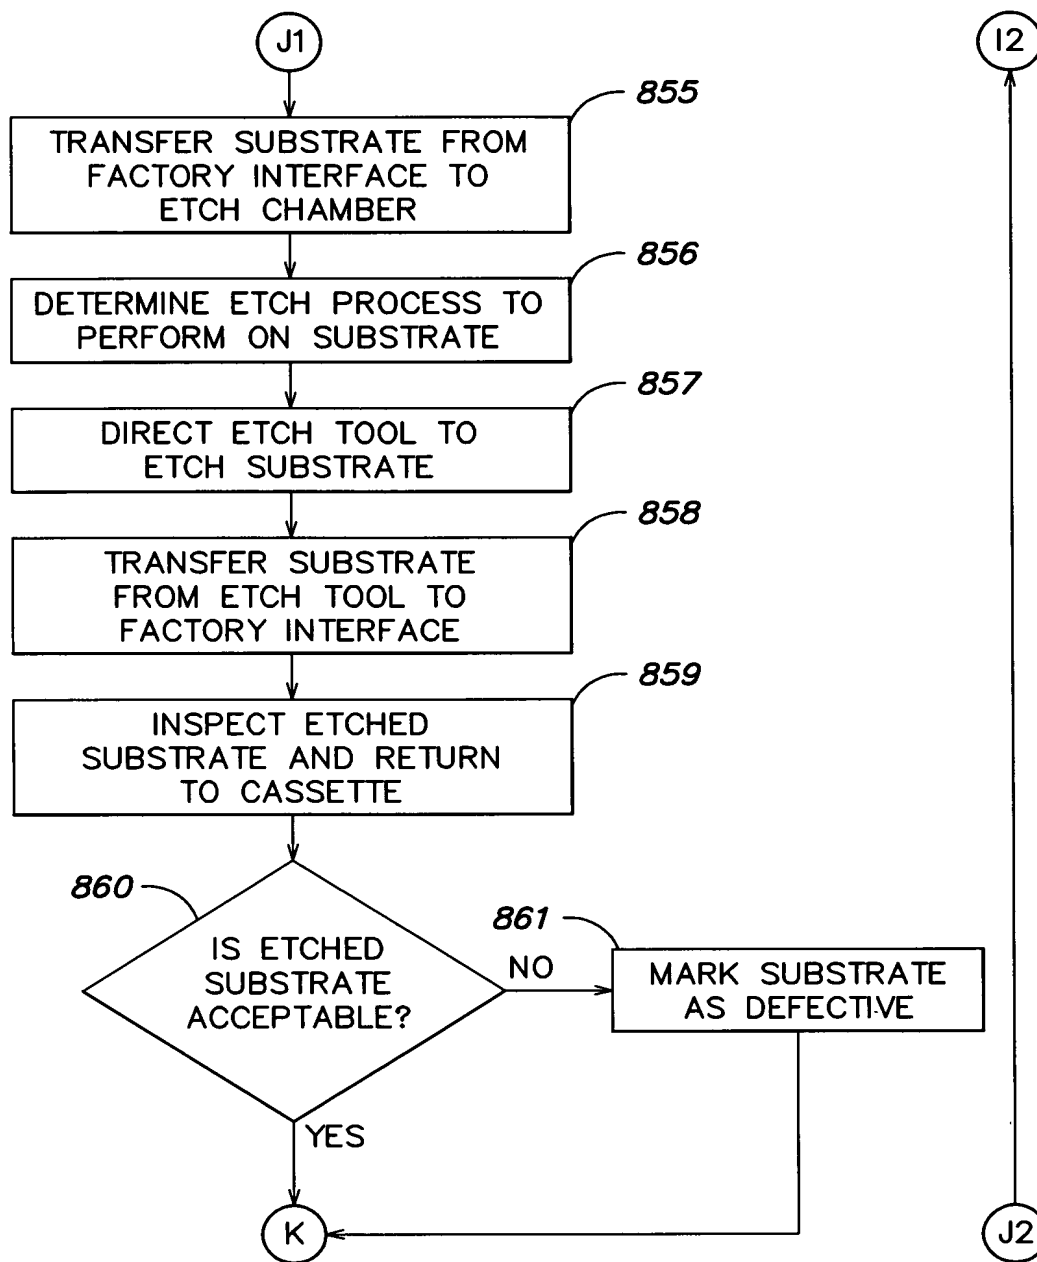 J1
I2
855
TRANSFER SUBSTRATE FROM
FACTORY INTERFACE TO
ETCH CHAMBER
856
DETERMINE ETCH PROCESS TO
PERFORM ON SUBSTRATE
857
DIRECT ETCH TOOL TO
ETCH SUBSTRATE
858
TRANSFER SUBSTRATE
FROM ETCH TOOL TO
FACTORY INTERFACE
859
INSPECT ETCHED
SUBSTRATE AND RETURN
TO CASSETTE
860
IS ETCHED
SUBSTRATE
ACCEPTABLE?
NO
861
MARK SUBSTRATE
AS DEFECTIVE
YES
K
J2